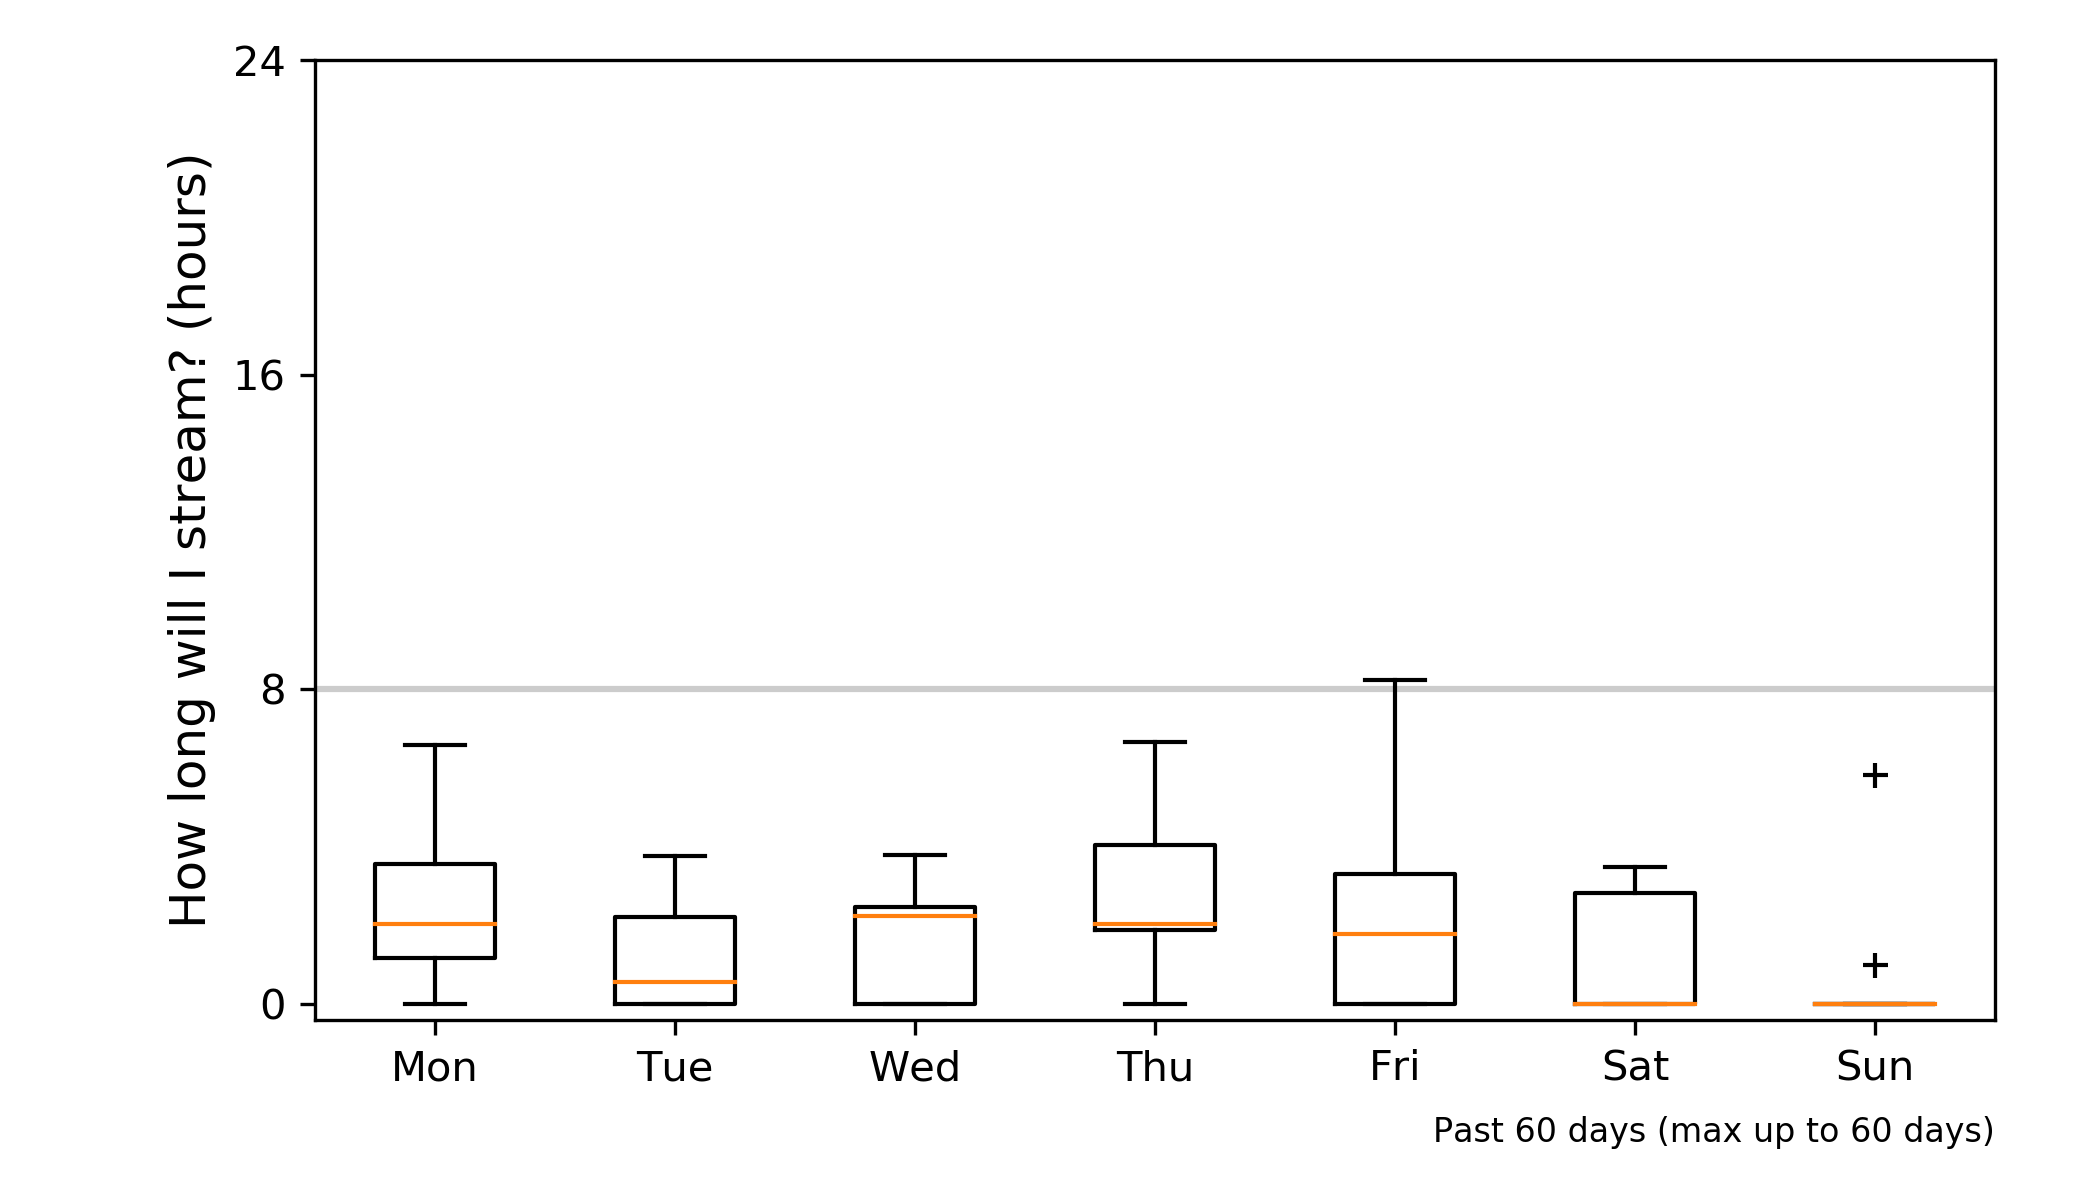 How long will I stream? (hours)
24
16
8
0
Mon Tue Wed Thu Fri Sat Sun
Past 60 days (max up to 60 days)